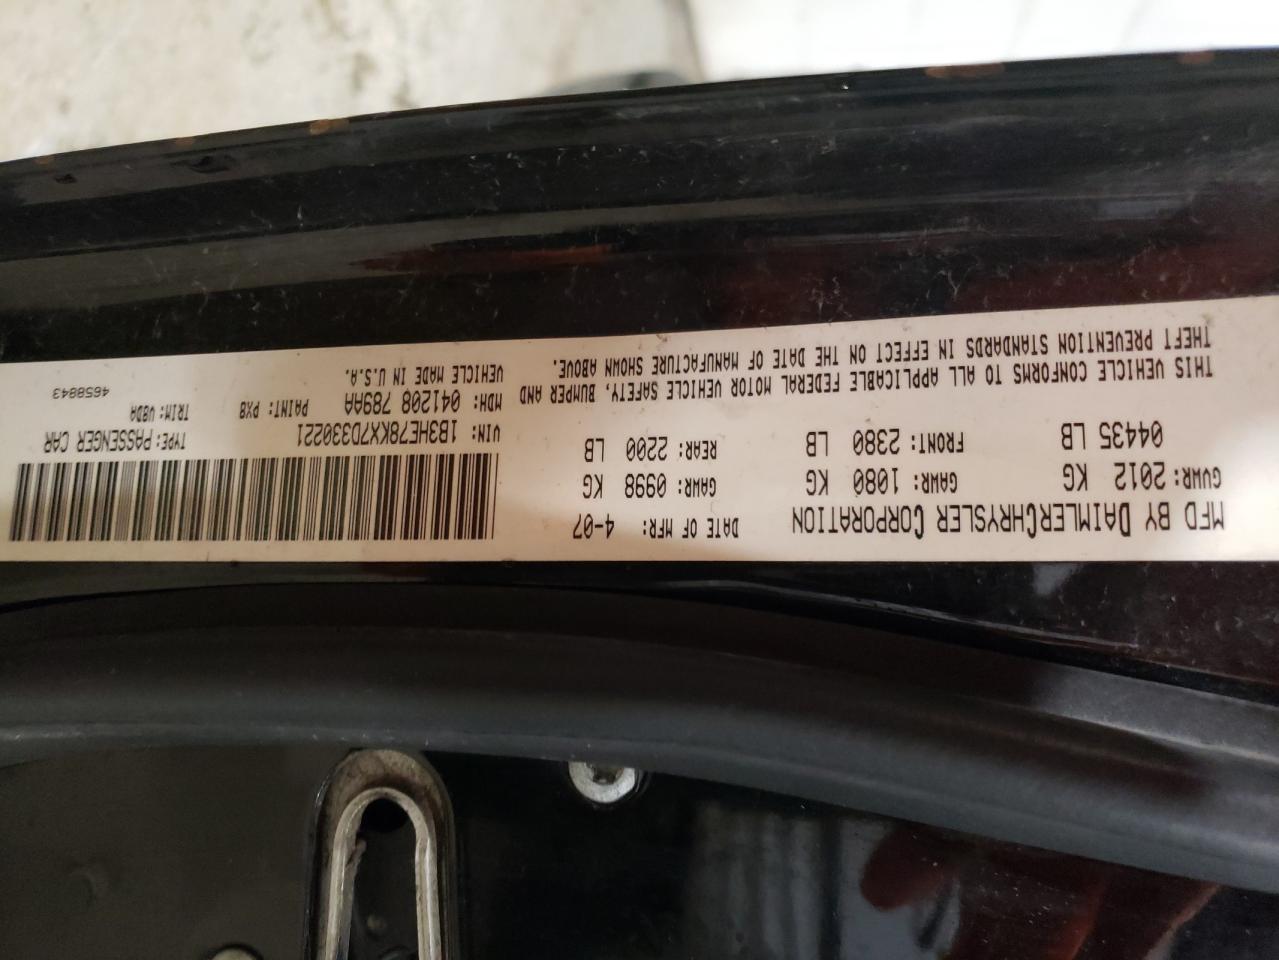 MFD BY DAIMLERCHRYSLER CORPORATION DATE OF MFR: 4-07
GVWR: 2012 KG GAWR: 1080 KG GAWR: 0998 KG
04435 LB FRONT: 2380 LB REAR: 2200 LB
THIS VEHICLE CONFORMS TO ALL APPLICABLE FEDERAL MOTOR VEHICLE SAFETY, BUMPER AND
THEFT PREVENTION STANDARDS IN EFFECT ON THE DATE OF MANUFACTURE SHOWN ABOVE.
VIN: 1B3HE78KX7D330221 TYPE: PASSENGER CAR
MDH: 041208 789AA PAINT: PXB TRIM: VBDA
VEHICLE MADE IN U.S.A. 4658843